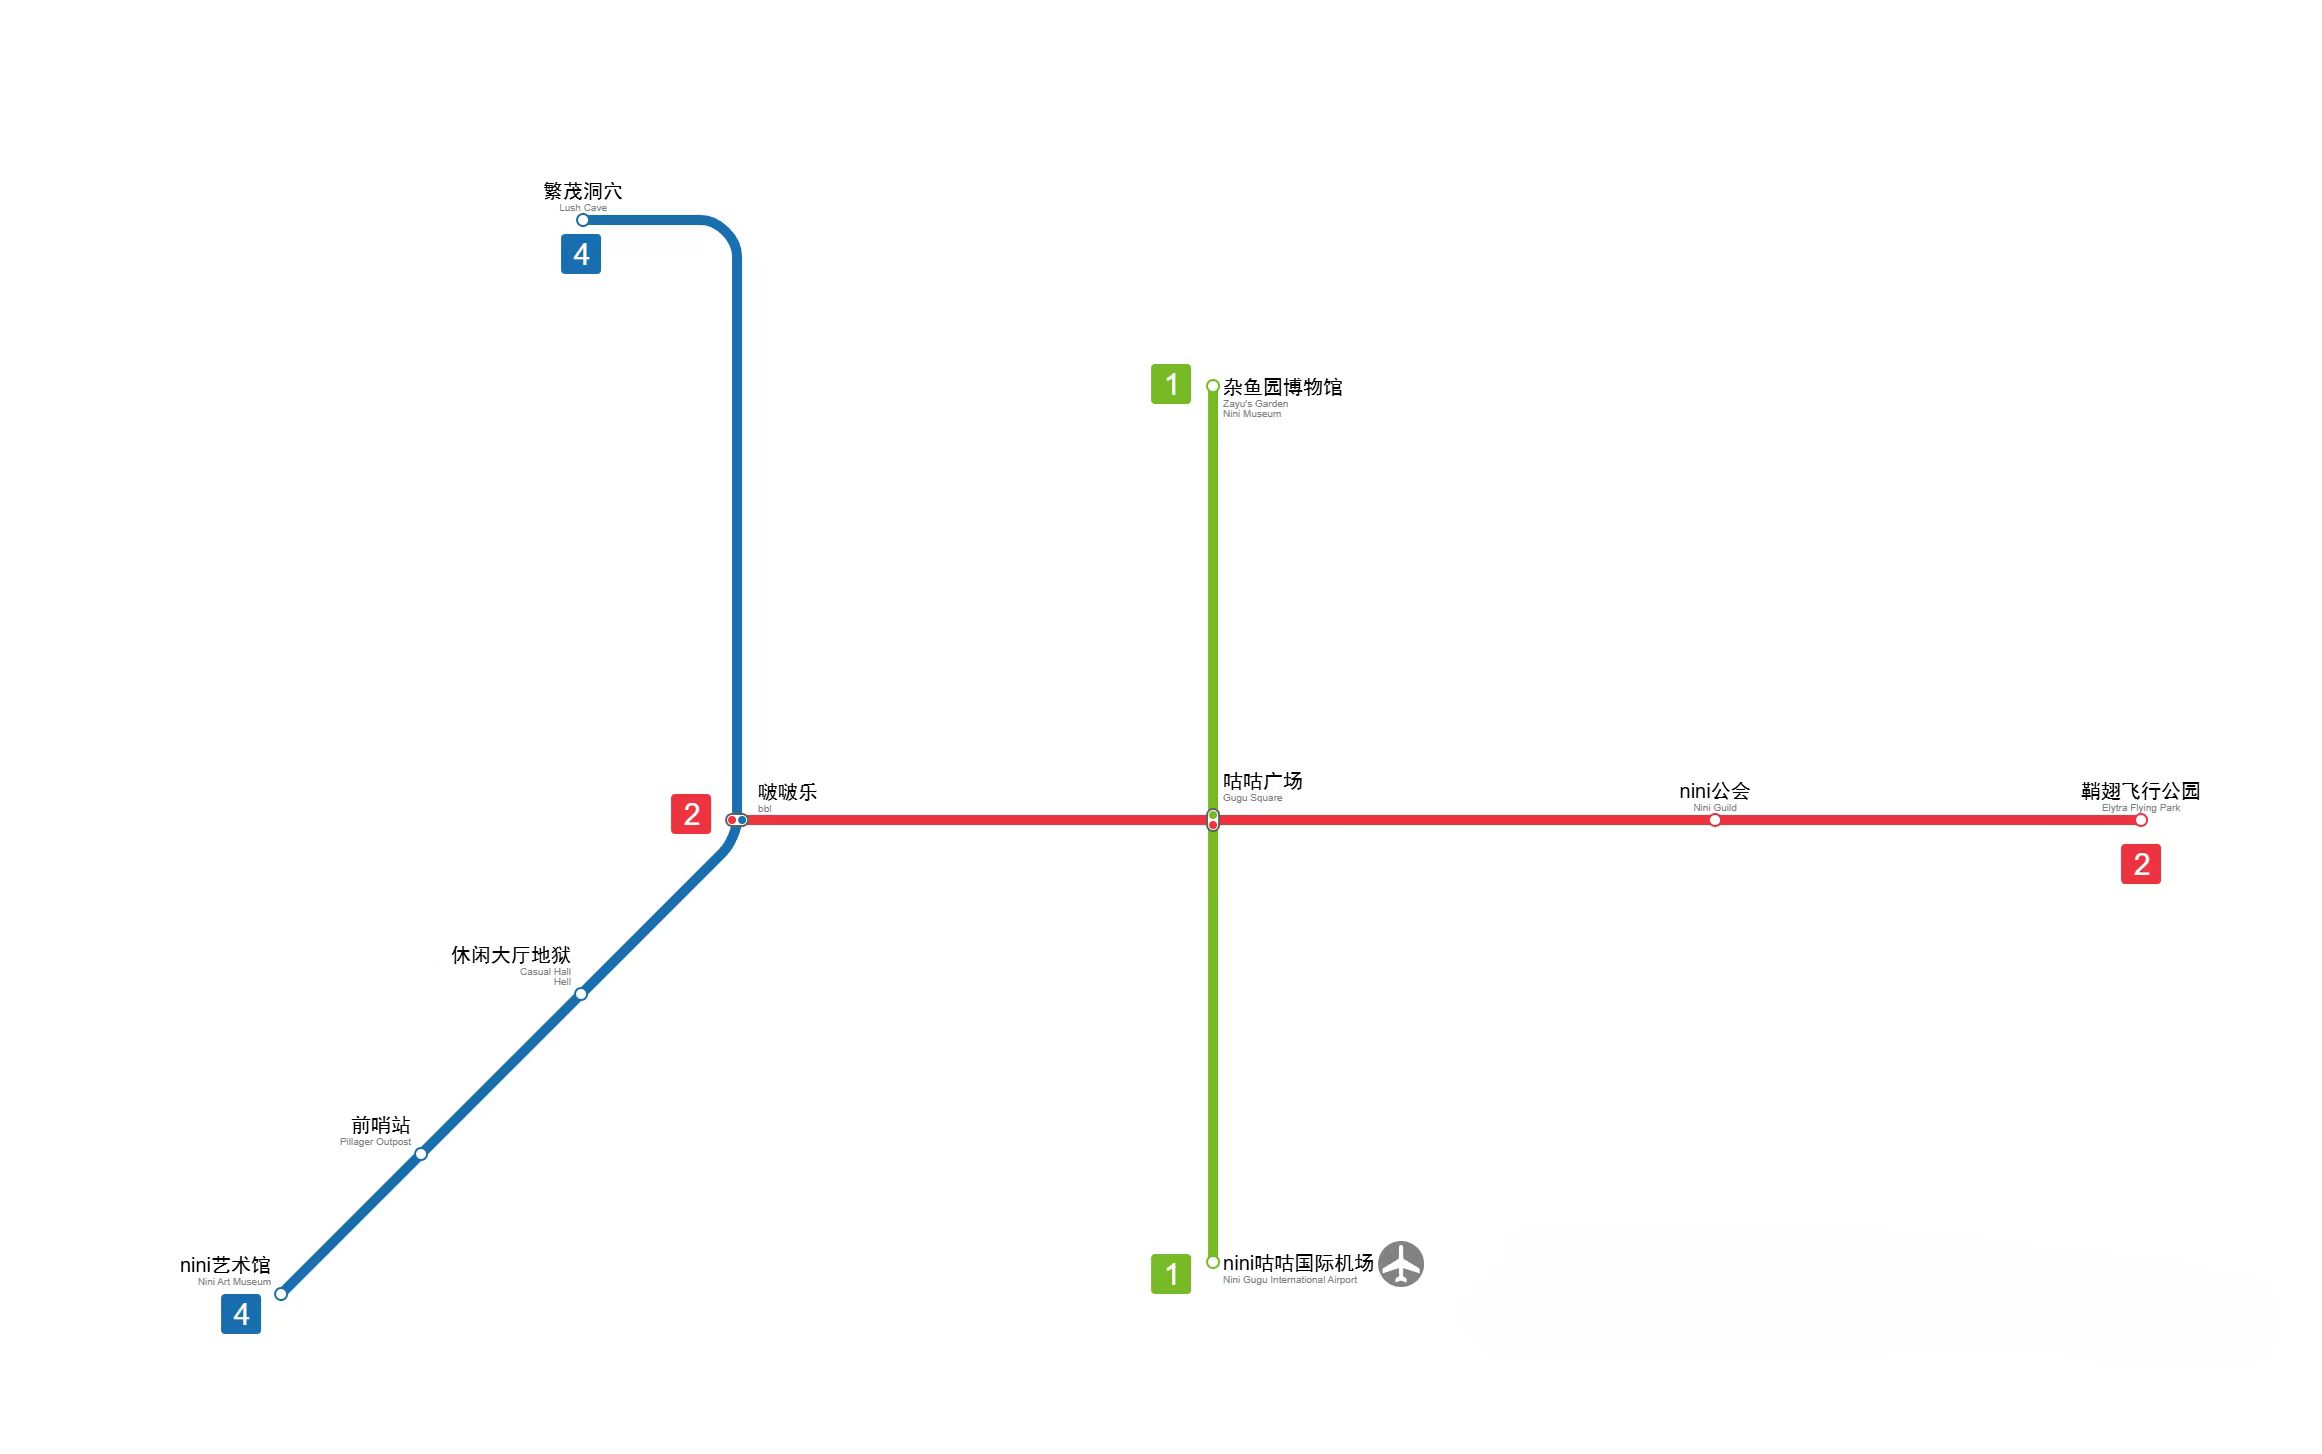 繁茂洞穴
Lush Cave
4
1
杂鱼园博物馆
Zayu's Garden
Nini Museum
2
啵啵乐
bbl
咕咕广场
Gugu Square
nini公会
Nini Guild
鞘翅飞行公园
Elytra Flying Park
2
休闲大厅地狱
Casual Hall
Hell
前哨站
Pillager Outpost
nini艺术馆
Nini Art Museum
4
1
nini咕咕国际机场
Nini Gugu International Airport